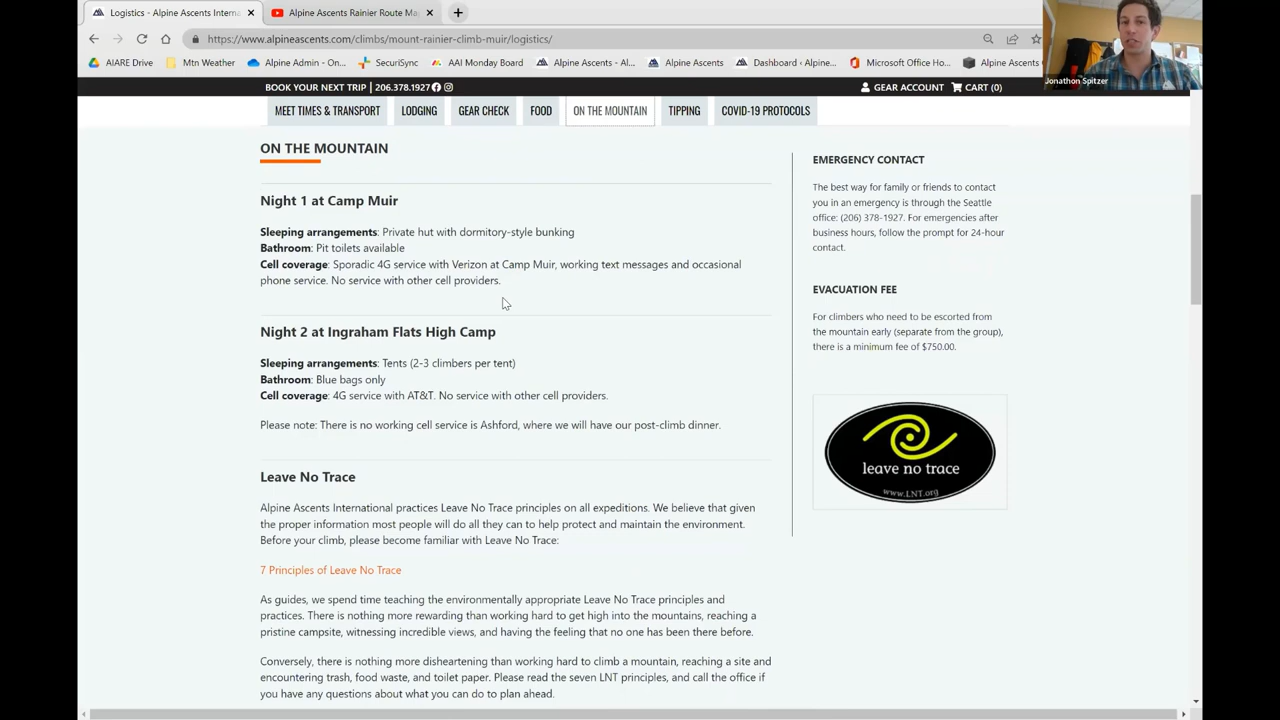 Logistics - Alpine Ascents Interna
Alpine Ascents Rainier Route Ma
https://www.alpineascents.com/climbs/mount-rainier-climb-muir/logistics/
AIARE Drive
Mtn Weather
Alpine Admin - On...
SecuriSync
AAI Monday Board
Alpine Ascents - Al...
Alpine Ascents
Dashboard ‹ Alpine...
Microsoft Office Ho...
Alpine Ascents
Jonathon Spitzer
BOOK YOUR NEXT TRIP | 206.378.1927
GEAR ACCOUNT
CART (0)
MEET TIMES & TRANSPORT
LODGING
GEAR CHECK
FOOD
ON THE MOUNTAIN
TIPPING
COVID-19 PROTOCOLS
ON THE MOUNTAIN
Night 1 at Camp Muir
Sleeping arrangements: Private hut with dormitory-style bunking
Bathroom: Pit toilets available
Cell coverage: Sporadic 4G service with Verizon at Camp Muir, working text messages and occasional
phone service. No service with other cell providers.
Night 2 at Ingraham Flats High Camp
Sleeping arrangements: Tents (2-3 climbers per tent)
Bathroom: Blue bags only
Cell coverage: 4G service with AT&T. No service with other cell providers.
Please note: There is no working cell service is Ashford, where we will have our post-climb dinner.
Leave No Trace
Alpine Ascents International practices Leave No Trace principles on all expeditions. We believe that given
the proper information most people will do all they can to help protect and maintain the environment.
Before your climb, please become familiar with Leave No Trace:
7 Principles of Leave No Trace
As guides, we spend time teaching the environmentally appropriate Leave No Trace principles and
practices. There is nothing more rewarding than working hard to get high into the mountains, reaching a
pristine campsite, witnessing incredible views, and having the feeling that no one has been there before.
Conversely, there is nothing more disheartening than working hard to climb a mountain, reaching a site and
encountering trash, food waste, and toilet paper. Please read the seven LNT principles, and call the office if
you have any questions about what you can do to plan ahead.
EMERGENCY CONTACT
The best way for family or friends to contact
you in an emergency is through the Seattle
office: (206) 378-1927. For emergencies after
business hours, follow the prompt for 24-hour
contact.
EVACUATION FEE
For climbers who need to be escorted from
the mountain early (separate from the group),
there is a minimum fee of $750.00.
leave no trace
www.LNT.org